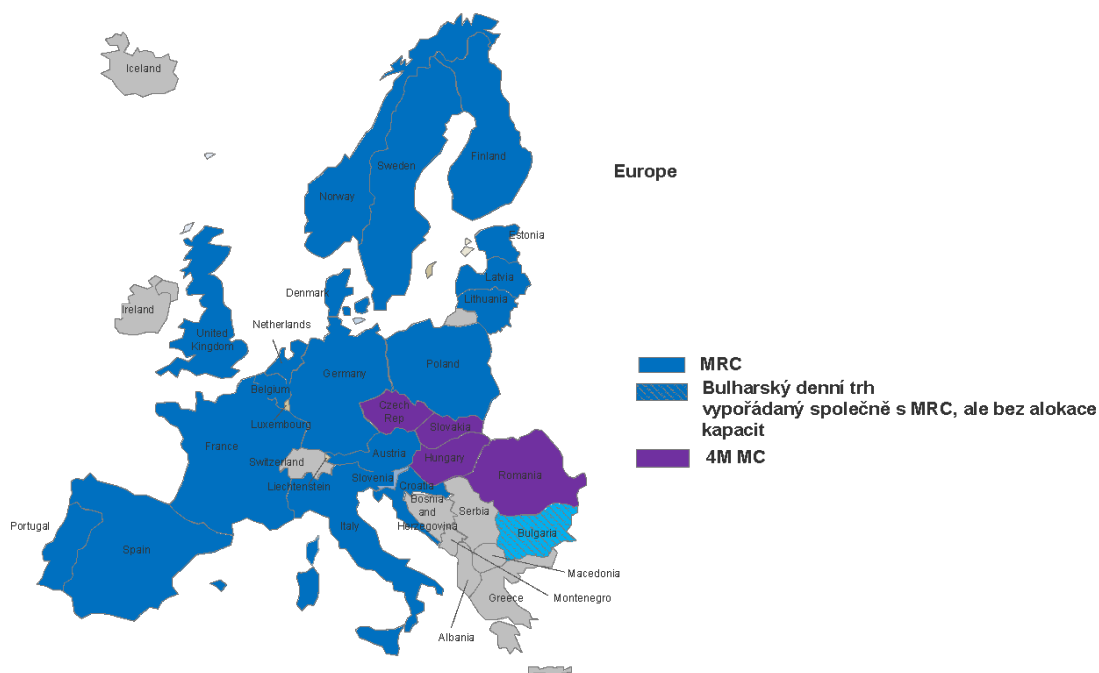 Iceland
Finland
Sweden
Europe
Norway
Estonia
Latvia
Denmark
Lithuania
Ireland
Netherlands
United
Kingdom
Poland
MRC
Germany
Bulharský denní trh
Belgium
vypořádaný společně s MRC, ale bez alokace
Czech
Rep
kapacit
Luxembourg
Slovakia
France
Austria
Hungary
4M MC
Switzerland
Romania
Slovenia
Liechtenstein
Croatia
Bosnia
and
Herzegovina
Serbia
Portugal
Italy
Spain
Bulgaria
Macedonia
Montenegro
Greece
Albania